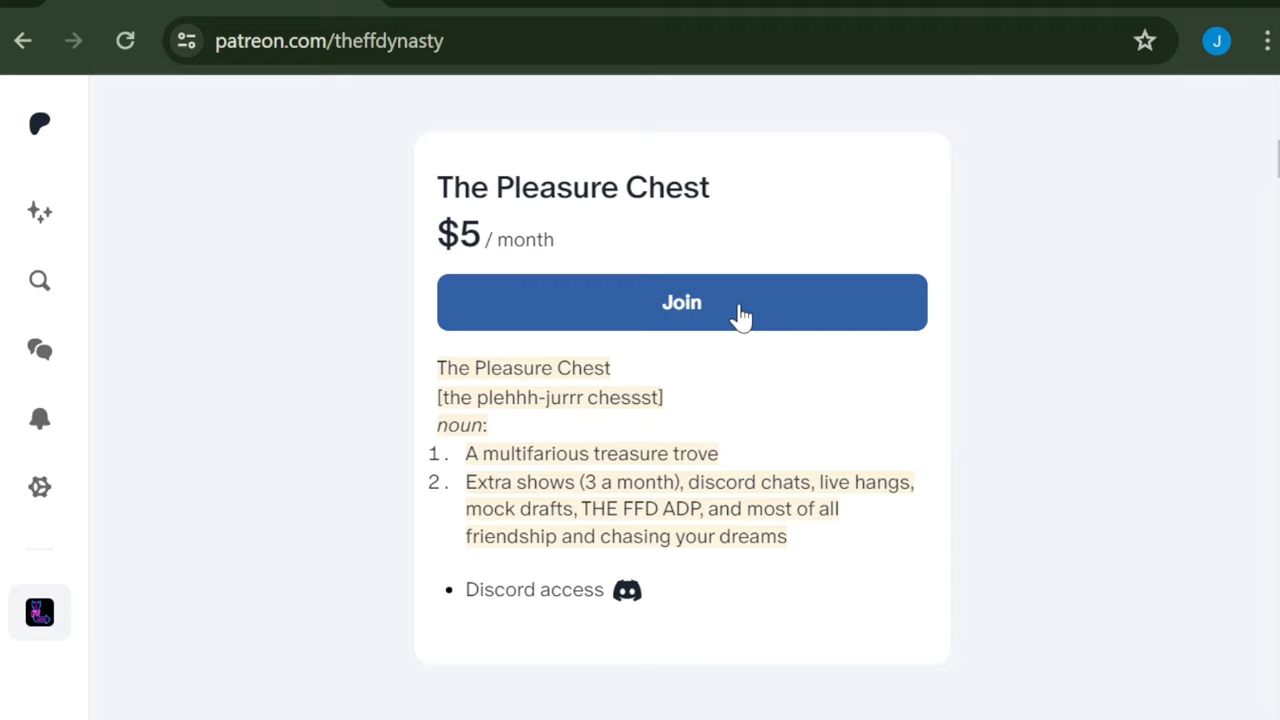 patreon.com/theffdynasty
J
The Pleasure Chest
$5 / month
Join
The Pleasure Chest
[the plehhh-jurrr chessst]
noun:
1. A multifarious treasure trove
2. Extra shows (3 a month), discord chats, live hangs,
mock drafts, THE FFD ADP, and most of all
friendship and chasing your dreams
• Discord access